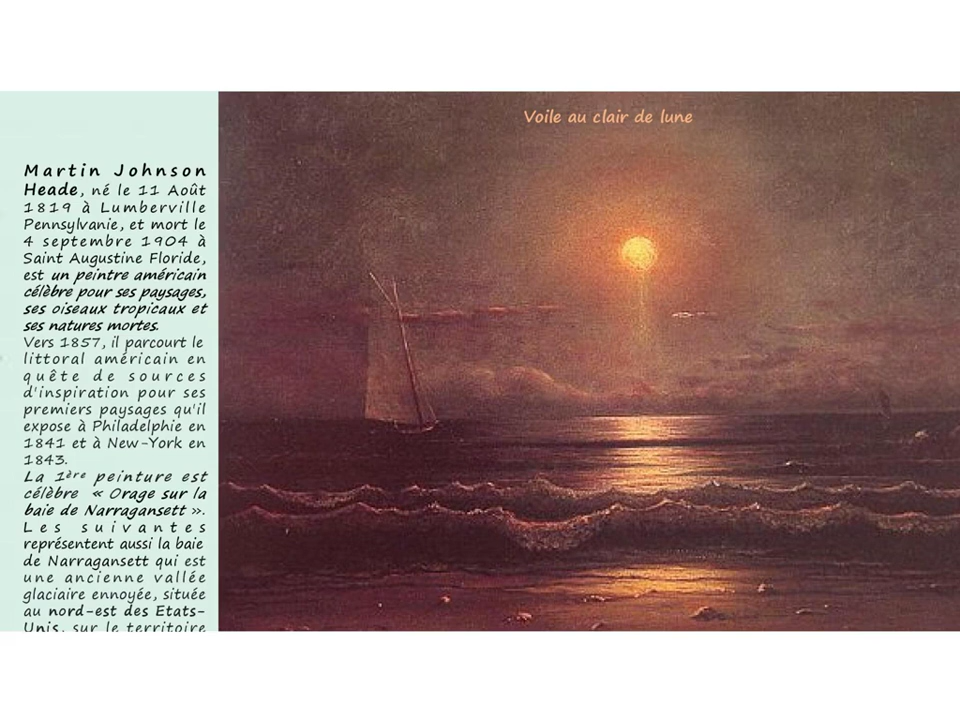 Voile au clair de lune
Martin Johnson
Heade, né le 11 Août
1819 à Lumberville
Pennsylvanie, et mort le
4 septembre 1904 à
Saint Augustine Floride,
est un peintre américain
célèbre pour ses paysages,
ses oiseaux tropicaux et
ses natures mortes.
Vers 1857, il parcourt le
littoral américain en
quête de sources
d'inspiration pour ses
premiers paysages qu'il
expose à Philadelphie en
1841 et à New-York en
1843.
La 1ère peinture est
célèbre « Orage sur la
baie de Narragansett ».
Les suivantes
représentent aussi la baie
de Narragansett qui est
une ancienne vallée
glaciaire ennoyée, située
au nord-est des Etats-
Unis, sur le territoire